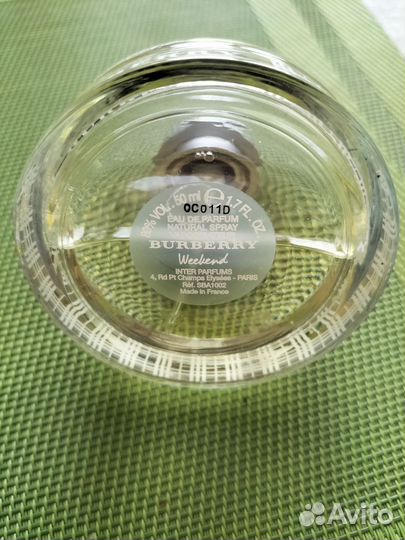 88% VOL. 50 ml e 1.7 FL. OZ
0C011D
EAU DE PARFUM
NATURAL SPRAY
BURBERRY
Weekend
INTER PARFUMS
4, Rd Pt Champs Elysées - PARIS
Réf. SBA1002
Made in France
Avito